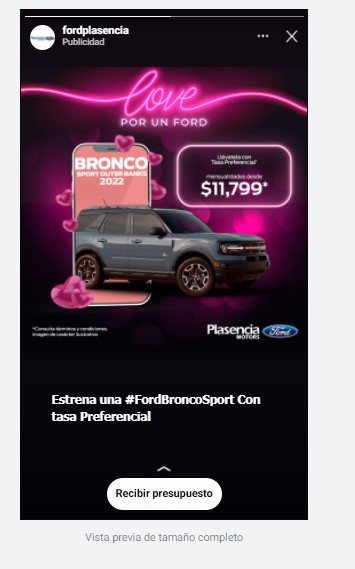 fordplasencia
Publicidad
love
POR UN FORD
BRONCO
SPORT OUTER BANKS
2022
Llévatela con
Tasa Preferencial*
mensualidades desde
$11,799*
*Consulta términos y condiciones.
Imagen de carácter ilustrativo
Plasencia
MOTORS
Ford
Estrena una #FordBroncoSport Con
tasa Preferencial
Recibir presupuesto
Vista previa de tamaño completo